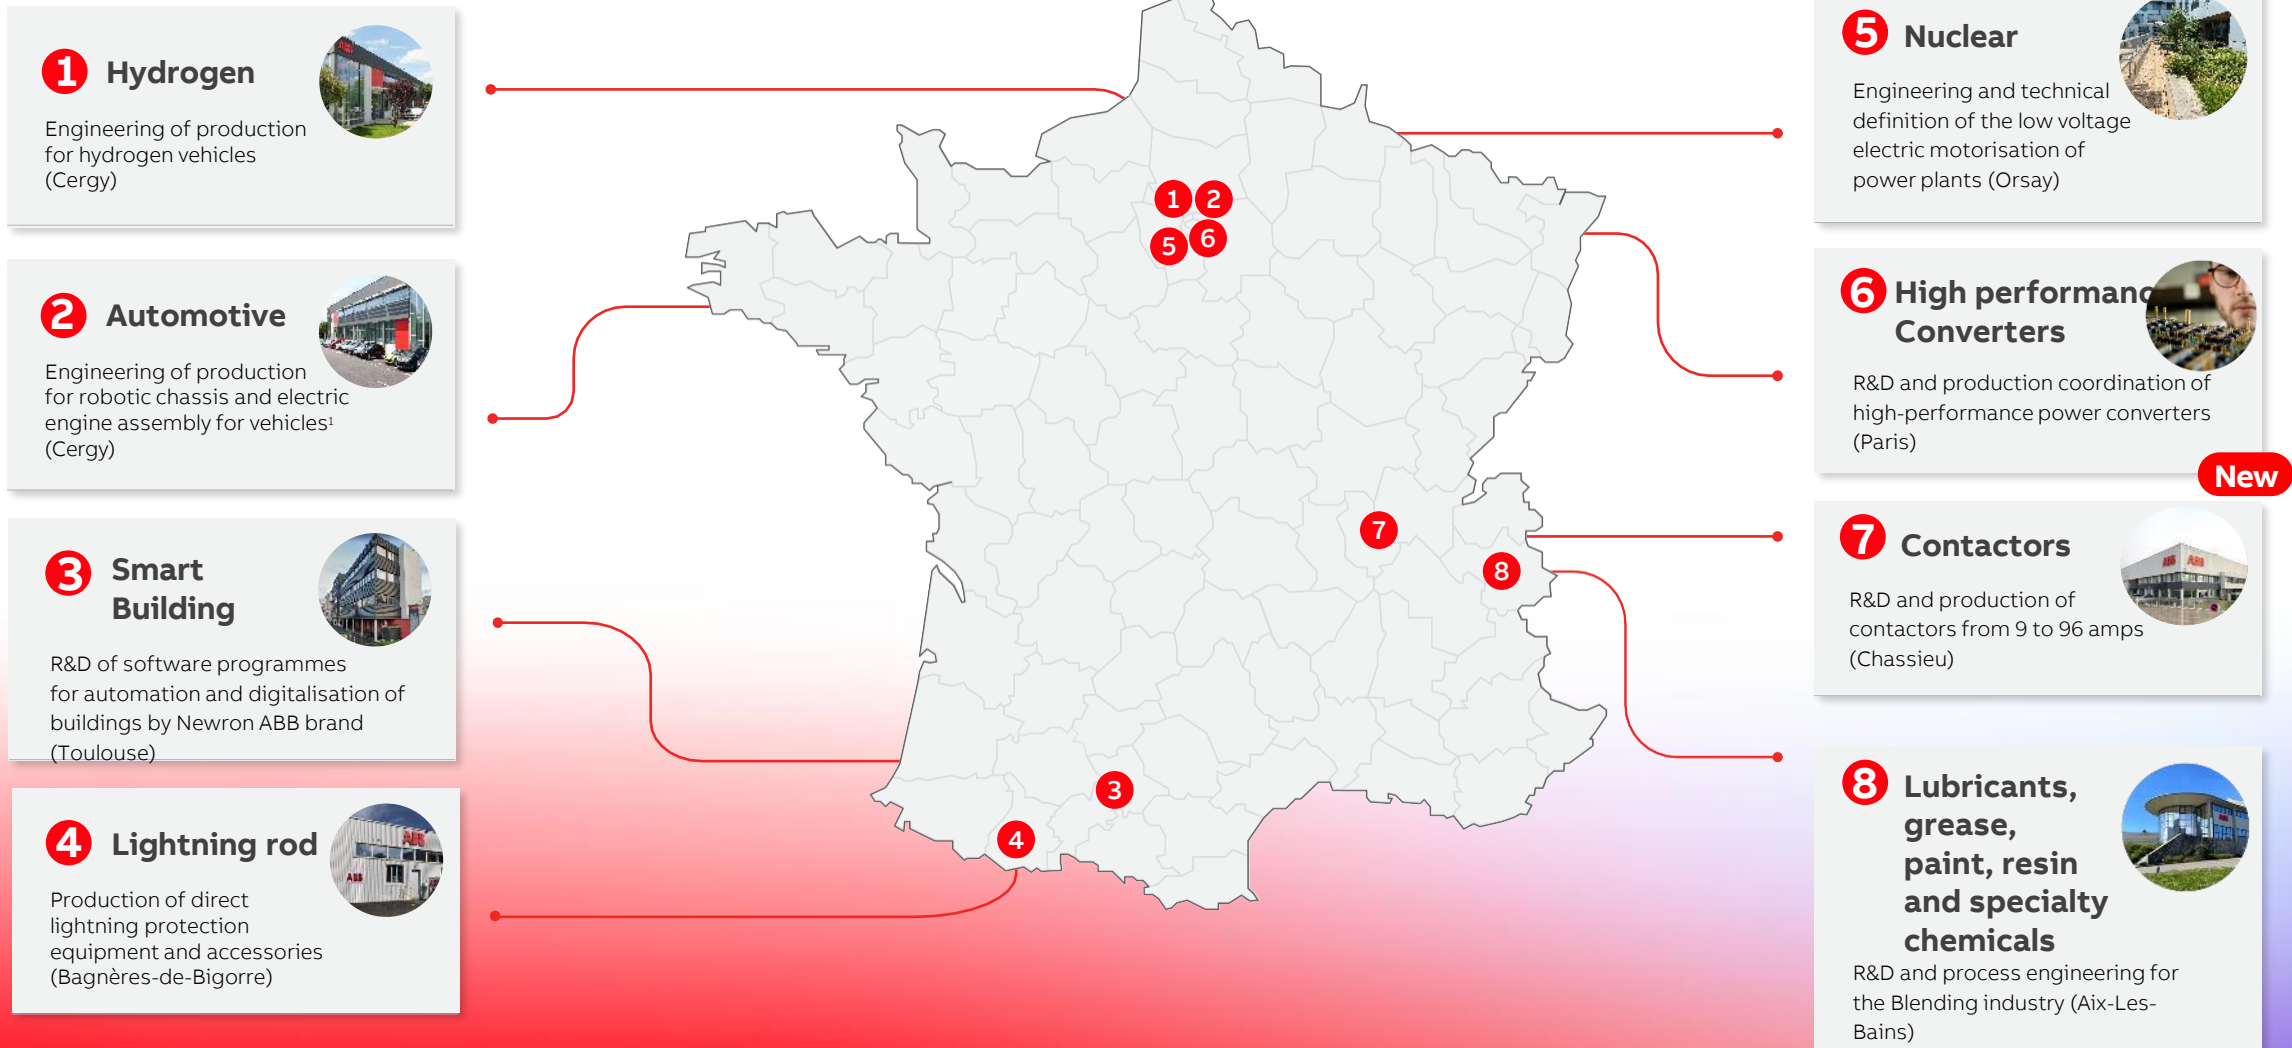 1 Hydrogen
Engineering of production
for hydrogen vehicles
(Cergy)
2 Automotive
Engineering of production
for robotic chassis and electric
engine assembly for vehicles¹
(Cergy)
3 Smart
Building
R&D of software programmes
for automation and digitalisation of
buildings by Newron ABB brand
(Toulouse)
4 Lightning rod
Production of direct
lightning protection
equipment and accessories
(Bagnères-de-Bigorre)
ABB
ABB
1 2
5 6
7
8
3
4
5 Nuclear
Engineering and technical
definition of the low voltage
electric motorisation of
power plants (Orsay)
6 High performanc
Converters
R&D and production coordination of
high-performance power converters
(Paris)
New
7 Contactors
ABB ABB
R&D and production of
contactors from 9 to 96 amps
(Chassieu)
8 Lubricants,
grease,
paint, resin
and specialty
chemicals
R&D and process engineering for
the Blending industry (Aix-Les-
Bains)